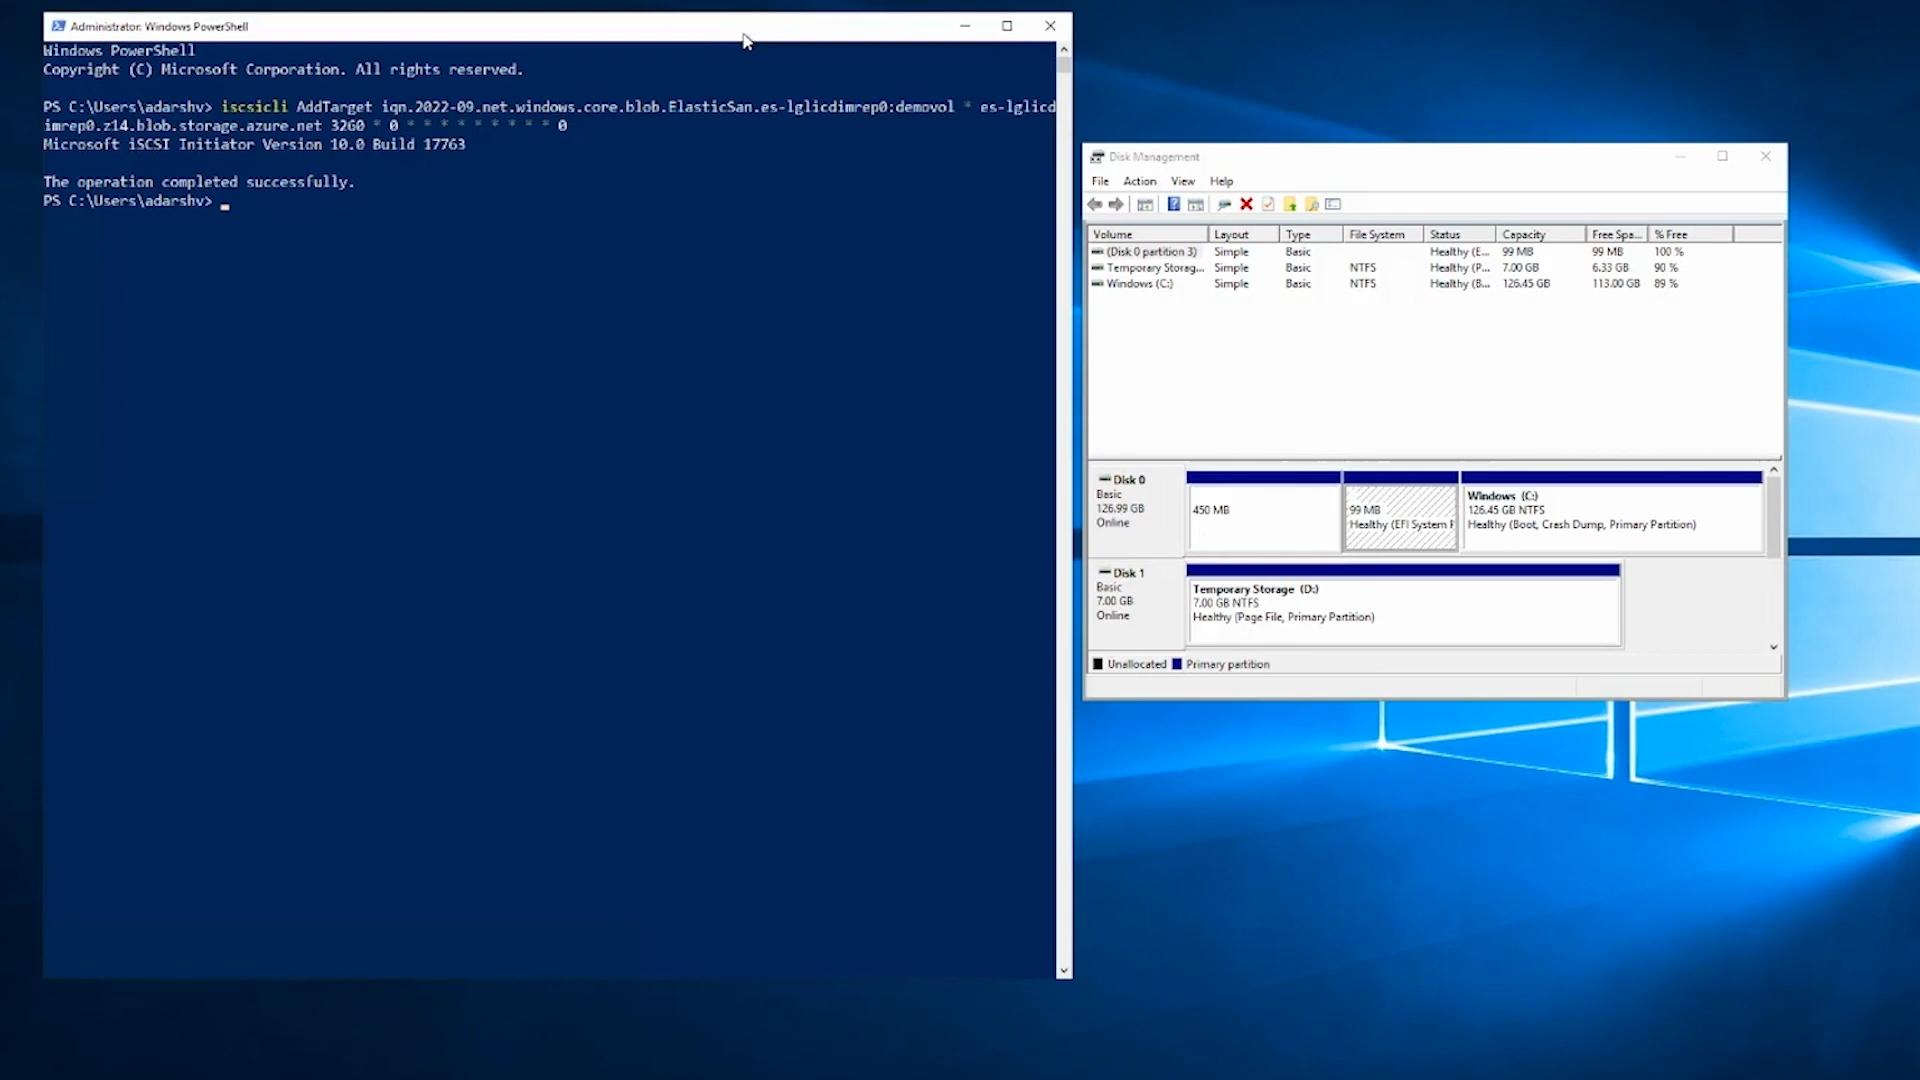 Administrator: Windows PowerShell
Windows PowerShell
Copyright (C) Microsoft Corporation. All rights reserved.
PS C:\Users\adarshv> iscsicli AddTarget iqn.2022-09.net.windows.core.blob.ElasticSan.es-lglicdimrep0:demovol * es-lglicd
imrep0.z14.blob.storage.azure.net 3260 * 0 * * * * * * * * * 0
Microsoft iSCSI Initiator Version 10.0 Build 17763
The operation completed successfully.
PS C:\Users\adarshv>
Disk Management
File Action View Help
Volume Layout Type File System Status Capacity Free Spa... % Free
(Disk 0 partition 3) Simple Basic Healthy (E... 99 MB 99 MB 100 %
Temporary Storag... Simple Basic NTFS Healthy (P... 7.00 GB 6.33 GB 90 %
Windows (C:) Simple Basic NTFS Healthy (B... 126.45 GB 113.00 GB 89 %
Disk 0
Basic
126.99 GB
Online
450 MB
99 MB
Healthy (EFI System P
Windows (C:)
126.45 GB NTFS
Healthy (Boot, Crash Dump, Primary Partition)
Disk 1
Basic
7.00 GB
Online
Temporary Storage (D:)
7.00 GB NTFS
Healthy (Page File, Primary Partition)
Unallocated Primary partition